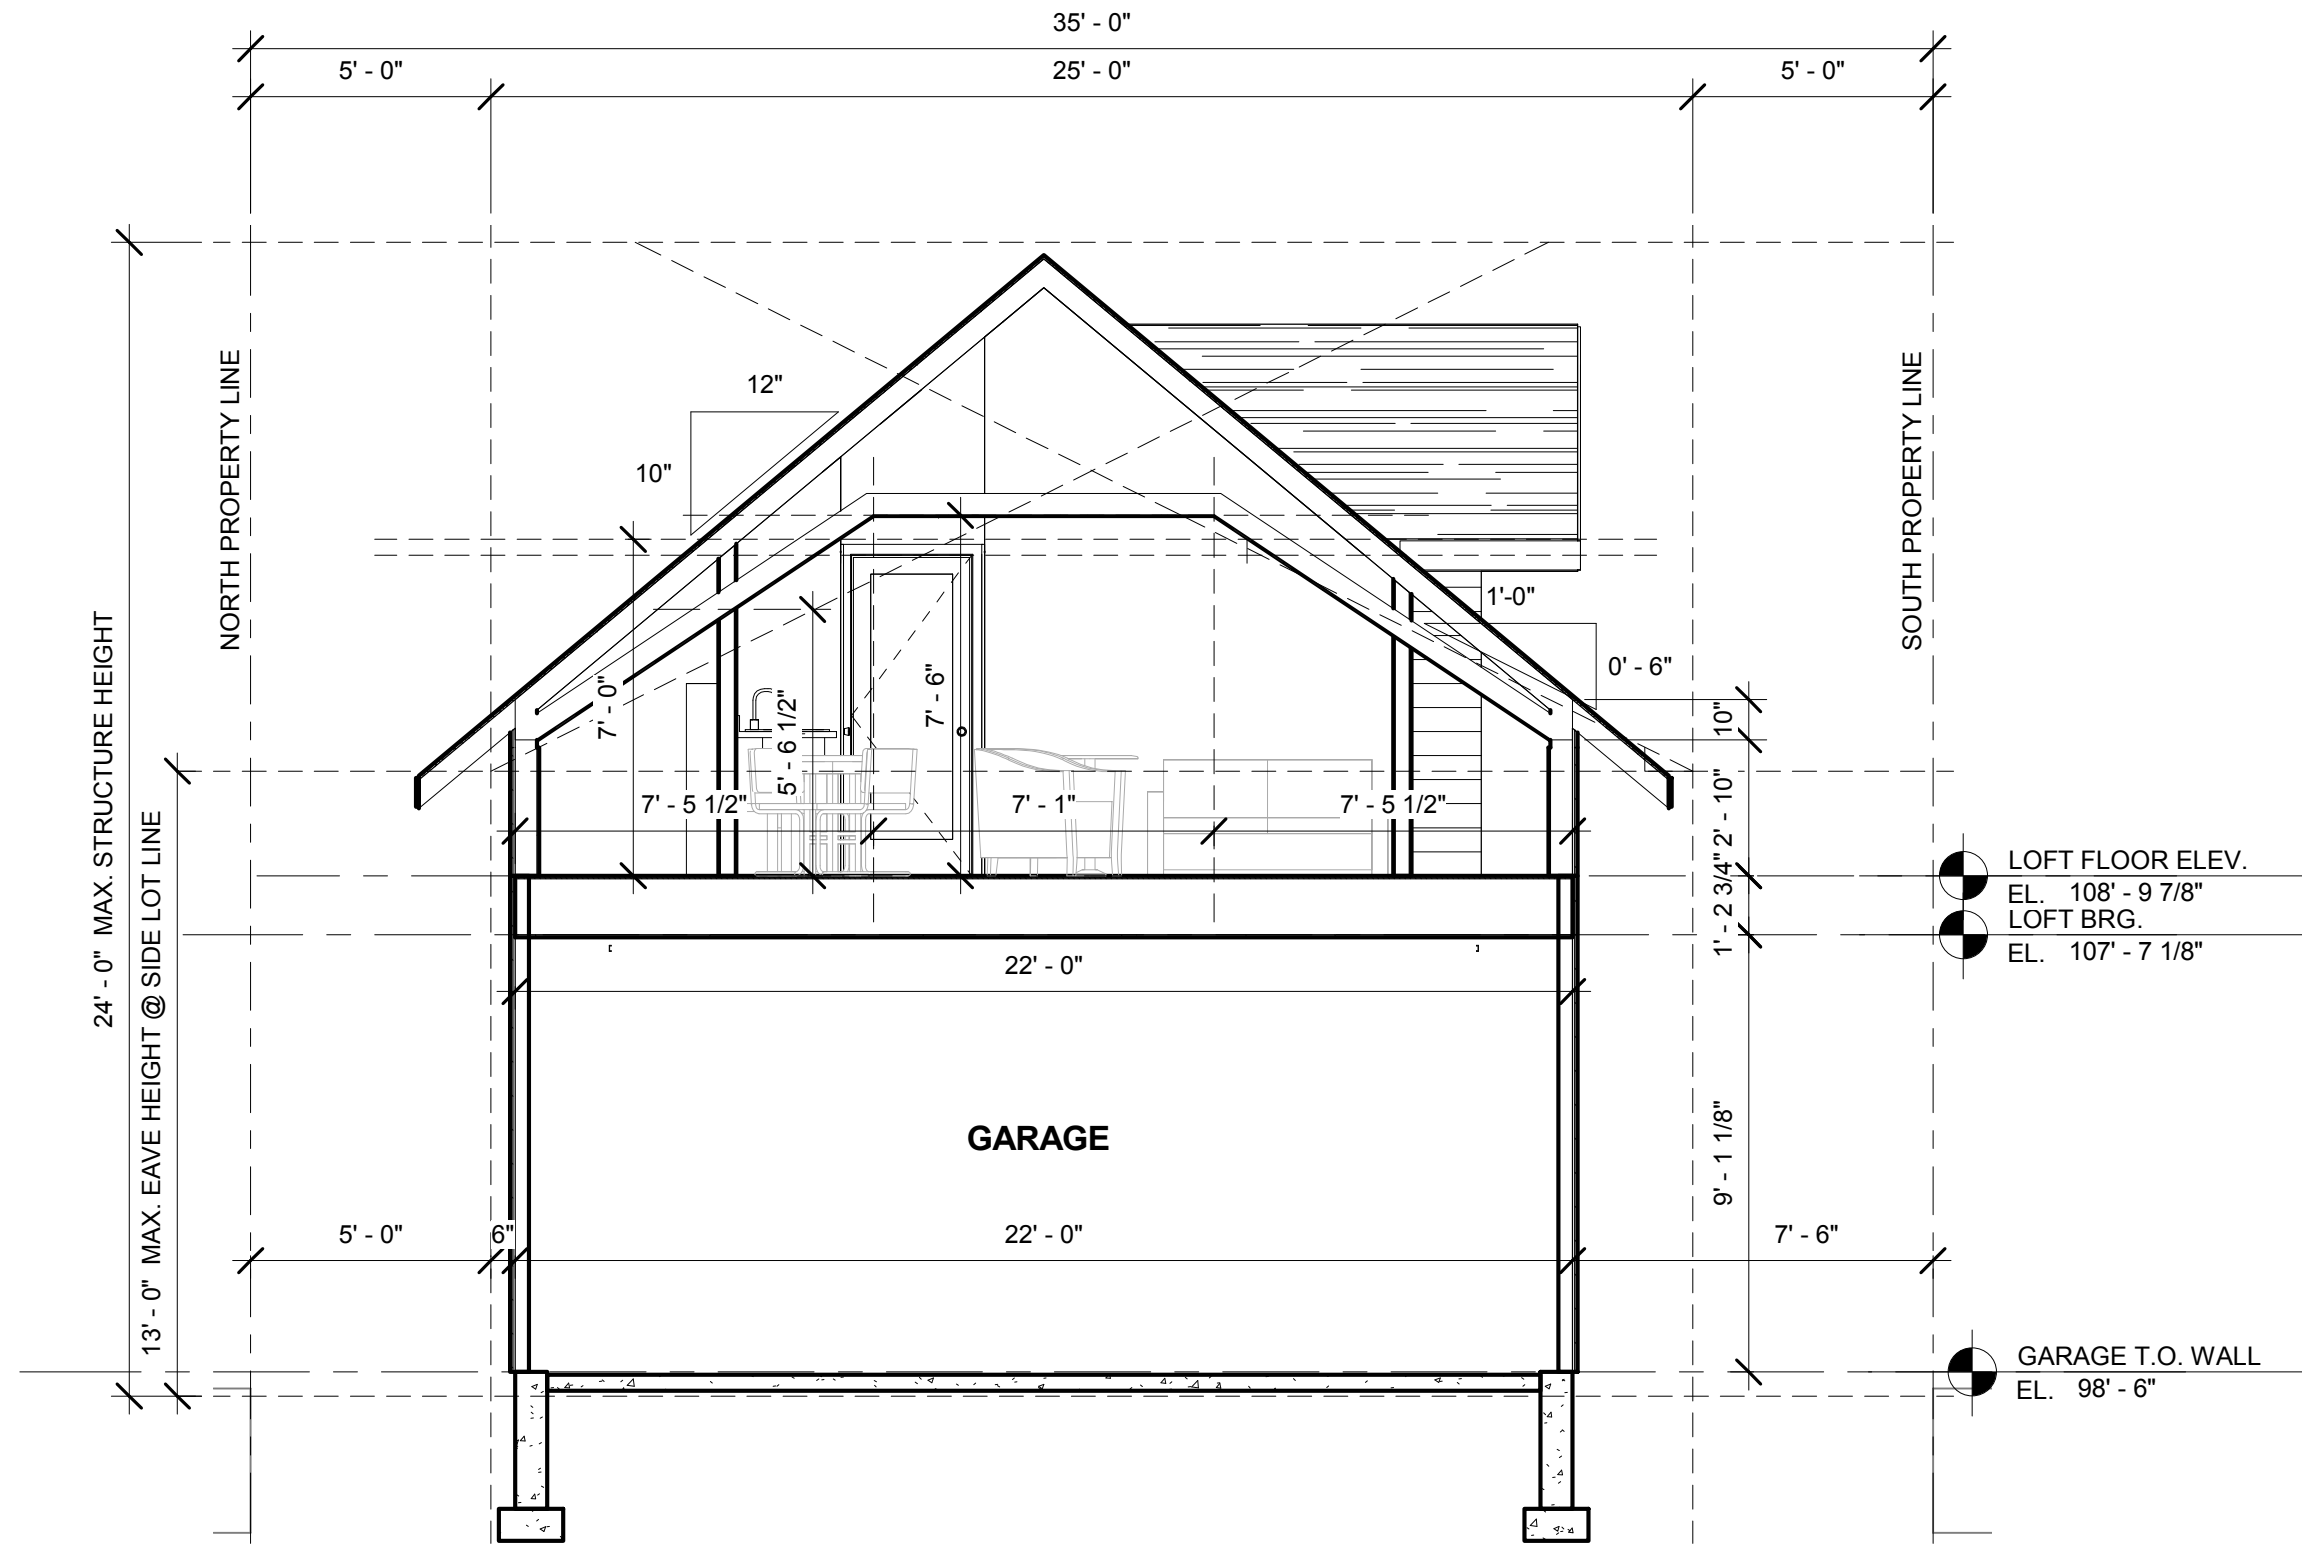 35' - 0"
5' - 0"
25' - 0"
5' - 0"
24' - 0"  MAX. STRUCTURE HEIGHT
13' - 0"  MAX. EAVE HEIGHT @ SIDE LOT LINE
NORTH PROPERTY LINE
SOUTH PROPERTY LINE
12"
10"
1'-0"
0' - 6"
7' - 0"
5' - 6 1/2"
7' - 6"
10"
2' - 10"
7' - 5 1/2"
7' - 1"
7' - 5 1/2"
1' - 2 3/4"
LOFT FLOOR ELEV.
EL.   108' - 9 7/8"
LOFT BRG.
EL.   107' - 7 1/8"
22' - 0"
GARAGE
9' - 1 1/8"
5' - 0"
6"
22' - 0"
7' - 6"
GARAGE T.O. WALL
EL.   98' - 6"